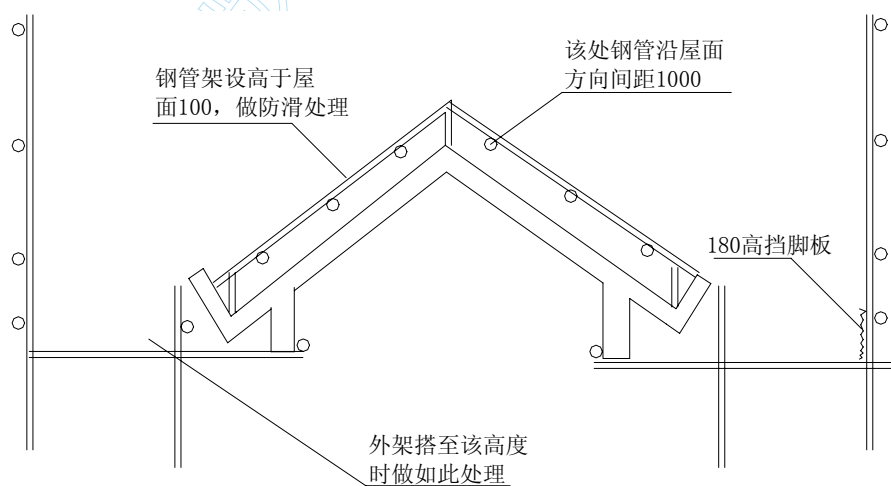 钢管架设高于屋
面100，做防滑处理
该处钢管沿屋面
方向间距1000
180高挡脚板
外架搭至该高度
时做如此处理